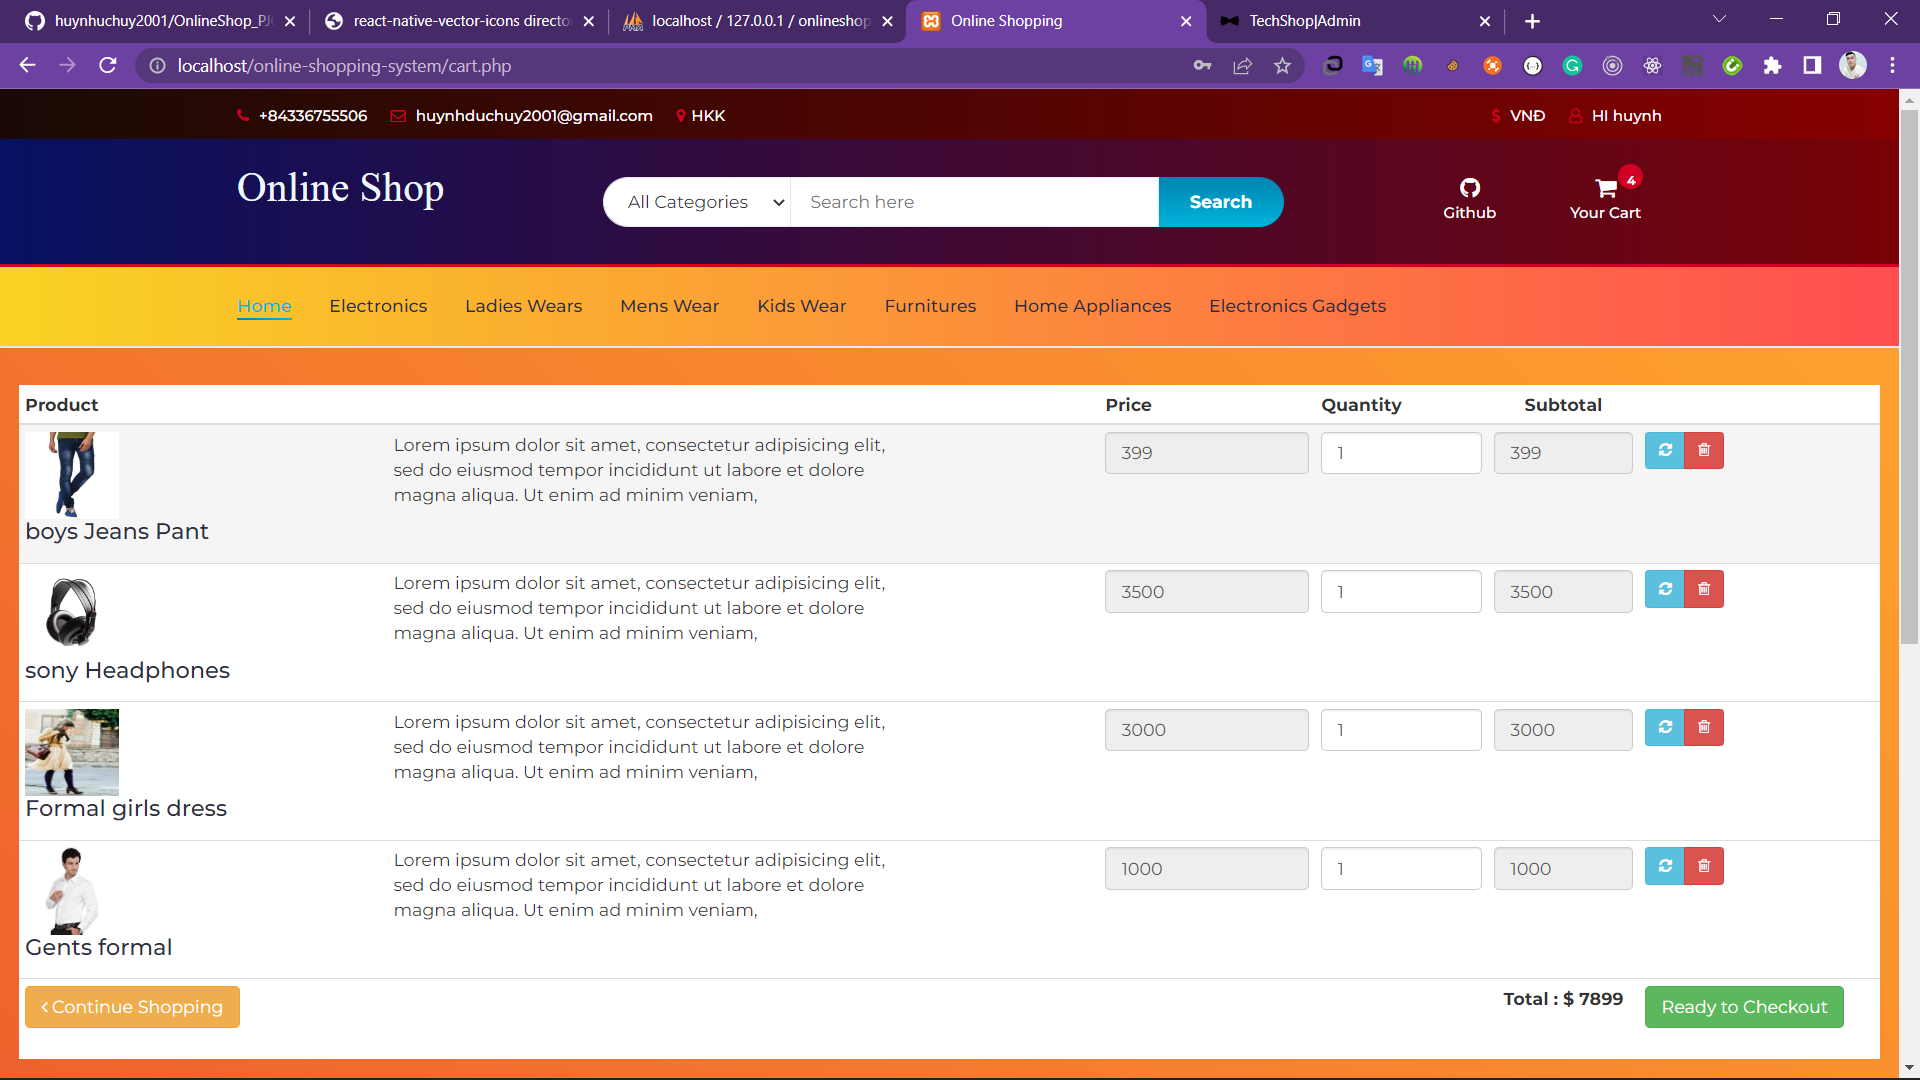 huynhuchuy2001/OnlineShop_PJ
react-native-vector-icons directo
localhost / 127.0.0.1 / onlineshop
Online Shopping
TechShop|Admin
localhost/online-shopping-system/cart.php
+84336755506 huynhduchuy2001@gmail.com HKK
$ VNĐ HI huynh
Online Shop
All Categories
Search here
Search
Github
4
Your Cart
Home Electronics Ladies Wears Mens Wear Kids Wear Furnitures Home Appliances Electronics Gadgets
Product Price Quantity Subtotal
Lorem ipsum dolor sit amet, consectetur adipisicing elit,
sed do eiusmod tempor incididunt ut labore et dolore
magna aliqua. Ut enim ad minim veniam,
399 1 399
boys Jeans Pant
Lorem ipsum dolor sit amet, consectetur adipisicing elit,
sed do eiusmod tempor incididunt ut labore et dolore
magna aliqua. Ut enim ad minim veniam,
3500 1 3500
sony Headphones
Lorem ipsum dolor sit amet, consectetur adipisicing elit,
sed do eiusmod tempor incididunt ut labore et dolore
magna aliqua. Ut enim ad minim veniam,
3000 1 3000
Formal girls dress
Lorem ipsum dolor sit amet, consectetur adipisicing elit,
sed do eiusmod tempor incididunt ut labore et dolore
magna aliqua. Ut enim ad minim veniam,
1000 1 1000
Gents formal
Continue Shopping
Total : $ 7899
Ready to Checkout